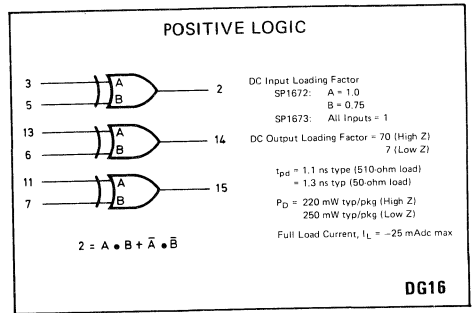 POSITIVE LOGIC
3
A
2
5
B
13
A
14
6
B
11
A
15
7
B
2 = A • B + A̅ • B̅
DC Input Loading Factor
SP1672: A = 1.0
B = 0.75
SP1673: All Inputs = 1
DC Output Loading Factor = 70 (High Z)
7 (Low Z)
tpd = 1.1 ns type (510-ohm load)
= 1.3 ns typ (50-ohm load)
PD = 220 mW typ/pkg (High Z)
250 mW typ/pkg (Low Z)
Full Load Current, IL = −25 mAdc max
DG16